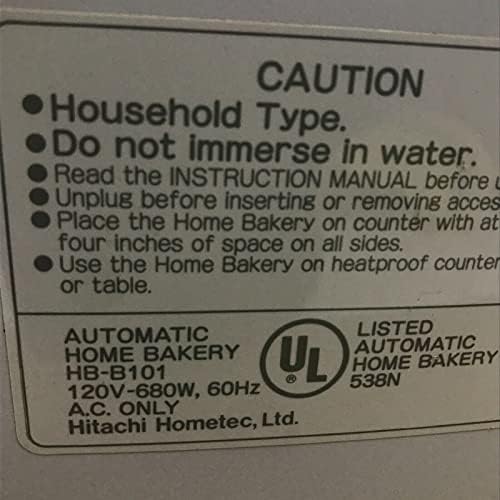 CAUTION
● Household Type.
● Do not immerse in water.
● Read the INSTRUCTION MANUAL before
● Unplug before inserting or removing
● Place the Home Bakery on counter with at
four inches of space on all sides.
● Use the Home Bakery on heatproof counter
or table.
AUTOMATIC
HOME BAKERY
HB-B101
120V-680W, 60Hz
A.C. ONLY
Hitachi Hometec, Ltd.
UL
®
LISTED
AUTOMATIC
HOME BAKERY
538N